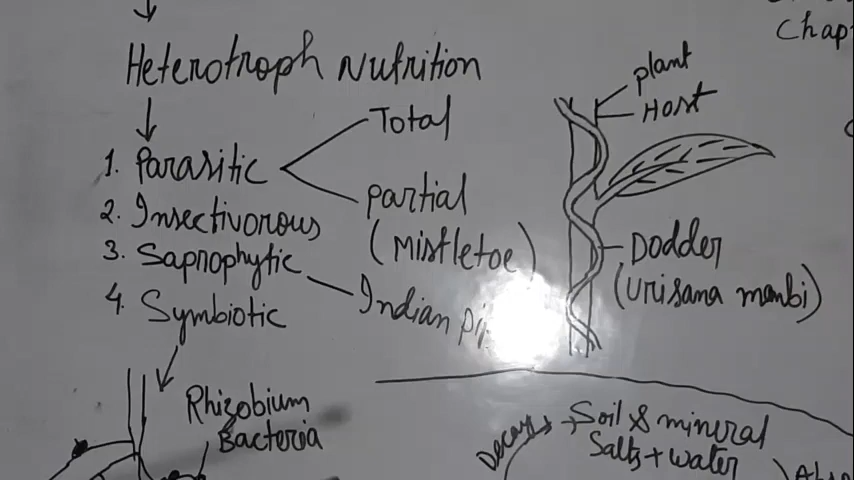 Chap
Heterotroph Nutrition
1. Parasitic
Total
partial
(Mistletoe)
2. Insectivorous
3. Saprophytic
Indian
4. Symbiotic
Rhizobium
Bacteria
plant
Host
Dodder
(Urisana manbi)
Decay
Soil & mineral
Salts + water